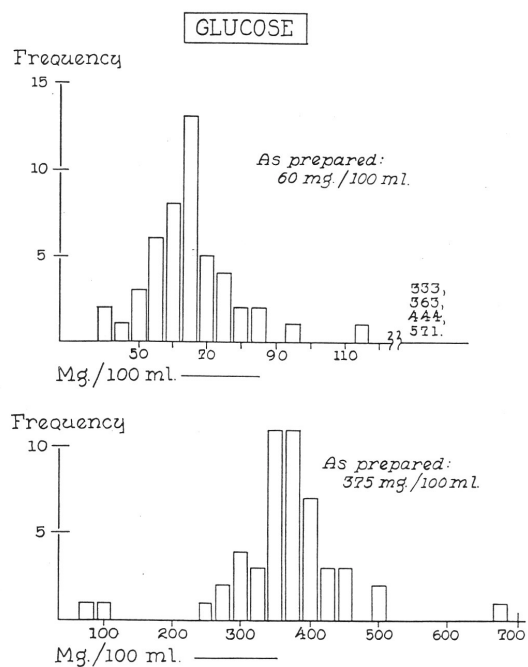 GLUCOSE
Frequency
15
10
5
As prepared:
60 mg./100 ml.
333,
363,
444,
571.
50 70 90 110
Mg./100 ml.
Frequency
10
5
As prepared:
375 mg./100 ml.
100 200 300 400 500 600 700
Mg./100 ml.